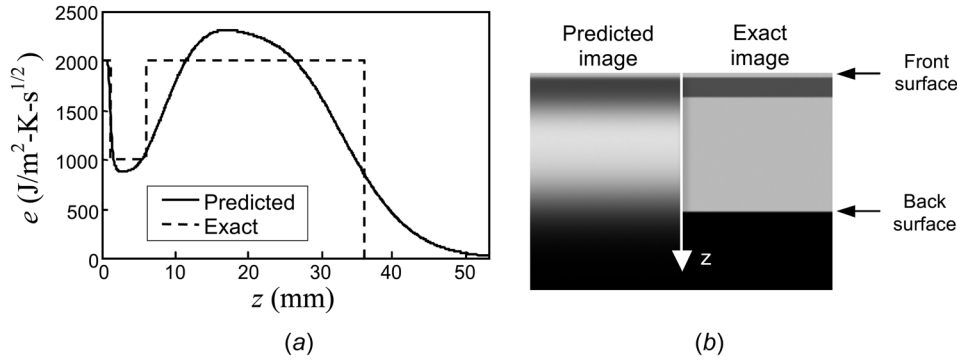 2500
2000
1500
1000
500
0
0
10
20
30
40
50
e (J/m²-K-s^1/2)
z (mm)
Predicted
Exact
(a)
Predicted
image
Exact
image
Front
surface
Back
surface
z
(b)